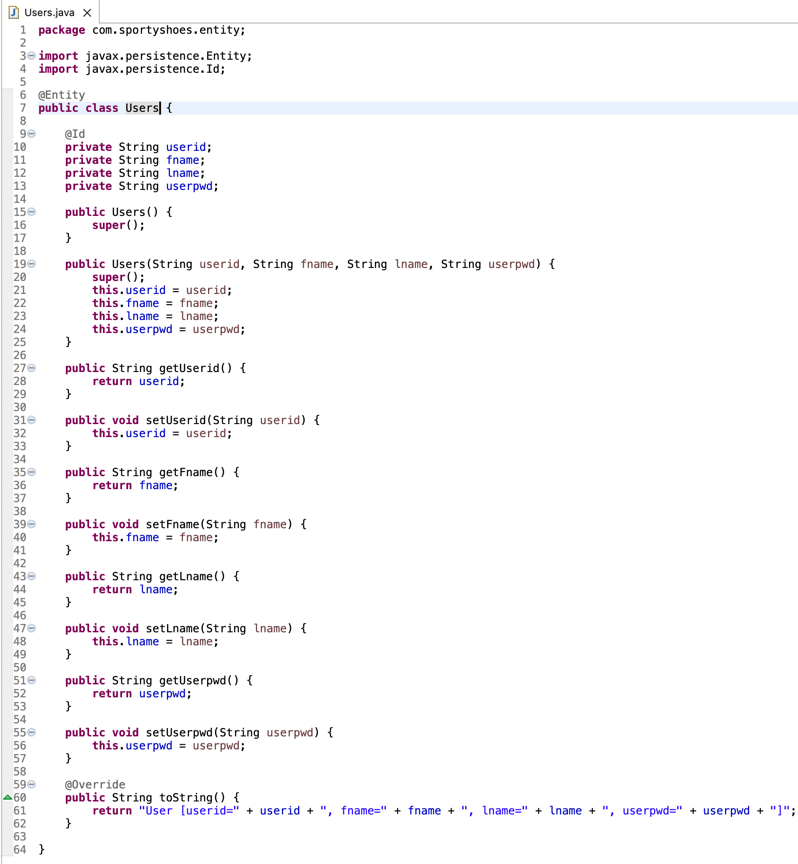 Users.java
1 package com.sportyshoes.entity;
2
3 import javax.persistence.Entity;
4 import javax.persistence.Id;
5
6 @Entity
7 public class Users {
8
9     @Id
10     private String userid;
11     private String fname;
12     private String lname;
13     private String userpwd;
14
15     public Users() {
16         super();
17     }
18
19     public Users(String userid, String fname, String lname, String userpwd) {
20         super();
21         this.userid = userid;
22         this.fname = fname;
23         this.lname = lname;
24         this.userpwd = userpwd;
25     }
26
27     public String getUserid() {
28         return userid;
29     }
30
31     public void setUserid(String userid) {
32         this.userid = userid;
33     }
34
35     public String getFname() {
36         return fname;
37     }
38
39     public void setFname(String fname) {
40         this.fname = fname;
41     }
42
43     public String getLname() {
44         return lname;
45     }
46
47     public void setLname(String lname) {
48         this.lname = lname;
49     }
50
51     public String getUserpwd() {
52         return userpwd;
53     }
54
55     public void setUserpwd(String userpwd) {
56         this.userpwd = userpwd;
57     }
58
59     @Override
60     public String toString() {
61         return "User [userid=" + userid + ", fname=" + fname + ", lname=" + lname + ", userpwd=" + userpwd + "]";
62     }
63
64 }